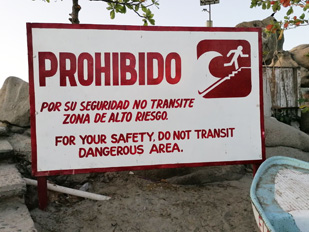 PROHIBIDO
POR SU SEGURIDAD NO TRANSITE
ZONA DE ALTO RIESGO.
FOR YOUR SAFETY, DO NOT TRANSIT
DANGEROUS AREA.